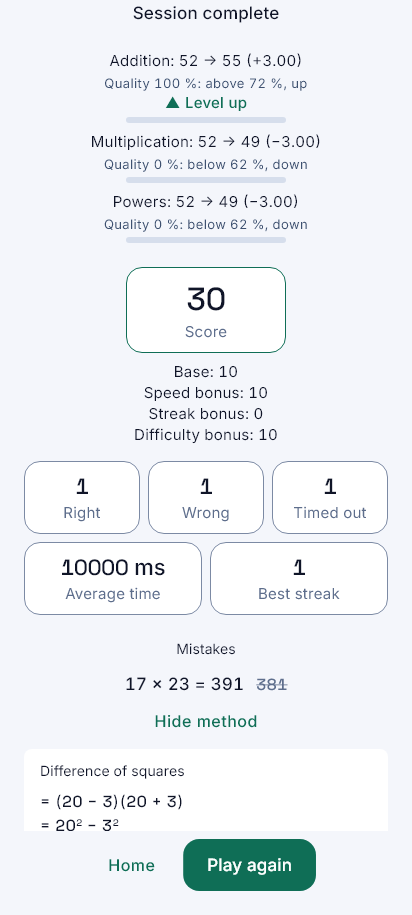 Session complete
Addition: 52 → 55 (+3.00)
Quality 100 %: above 72 %, up
▲ Level up
Multiplication: 52 → 49 (−3.00)
Quality 0 %: below 62 %, down
Powers: 52 → 49 (−3.00)
Quality 0 %: below 62 %, down
30
Score
Base: 10
Speed bonus: 10
Streak bonus: 0
Difficulty bonus: 10
1
Right
1
Wrong
1
Timed out
10000 ms
Average time
1
Best streak
Mistakes
17 × 23 = 391 381
Hide method
Difference of squares
= (20 − 3)(20 + 3)
= 20² − 3²
Home
Play again